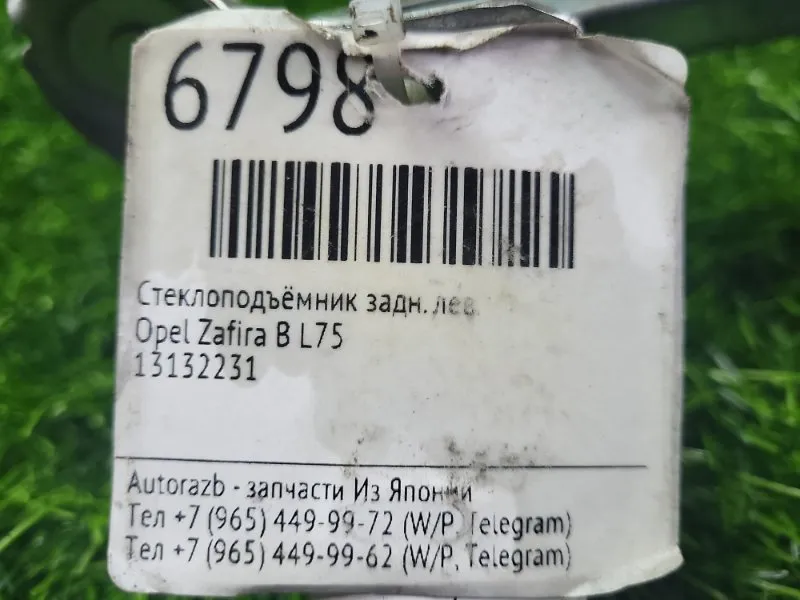 6798
Стеклоподъёмник задн. лев.
Opel Zafira B L75
13132231
Autorazb - запчасти Из Японии
Тел +7 (965) 449-99-72 (W/P, Telegram)
Тел +7 (965) 449-99-62 (W/P, Telegram)